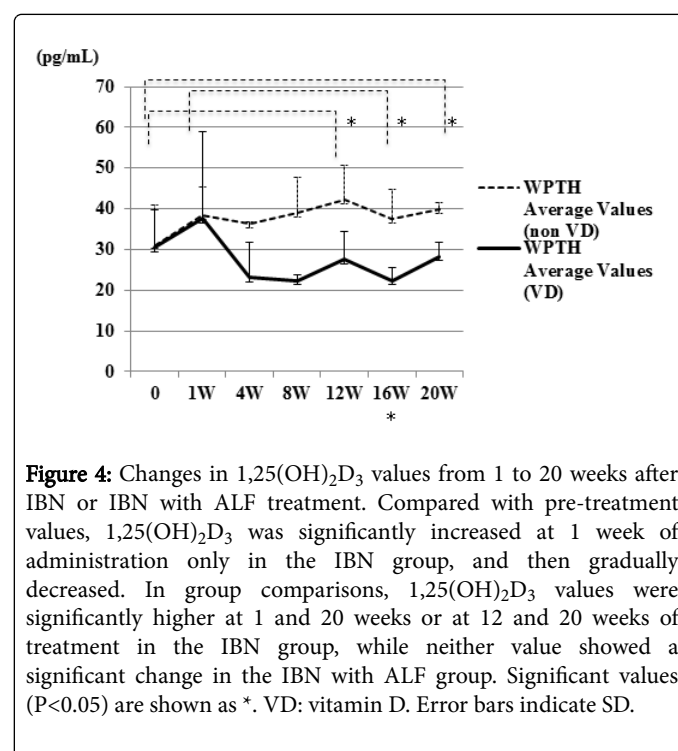 (pg/mL)
70
60
50
40
30
20
10
0
* * *
0 1W 4W 8W 12W 16W 20W
*
WPTH
Average Values
(non VD)
WPTH
Average Values
(VD)
Figure 4: Changes in 1,25(OH)₂D₃ values from 1 to 20 weeks after
IBN or IBN with ALF treatment. Compared with pre-treatment
values, 1,25(OH)₂D₃ was significantly increased at 1 week of
administration only in the IBN group, and then gradually
decreased. In group comparisons, 1,25(OH)₂D₃ values were
significantly higher at 1 and 20 weeks or at 12 and 20 weeks of
treatment in the IBN group, while neither value showed a
significant change in the IBN with ALF group. Significant values
(P<0.05) are shown as *. VD: vitamin D. Error bars indicate SD.